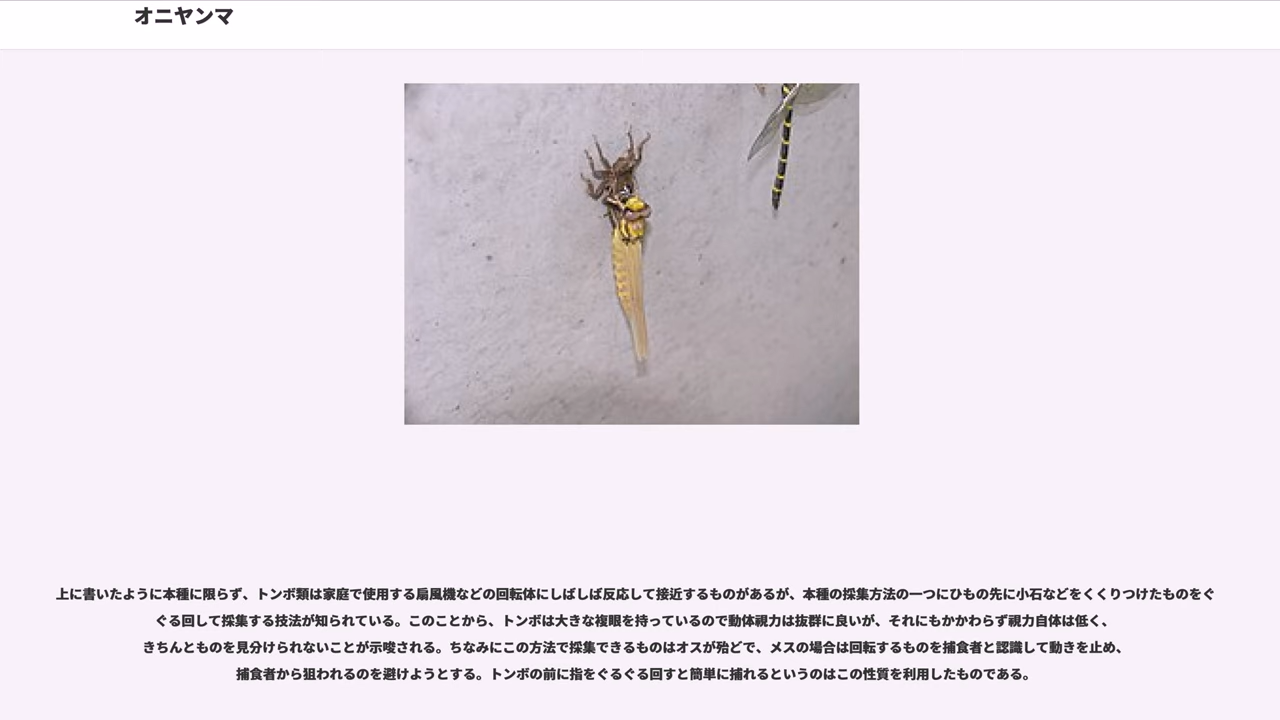 オニヤンマ
上に書いたように本種に限らず、トンボ類は家庭で使用する扇風機などの回転体にしばしば反応して接近するものがあるが、本種の採集方法の一つにひもの先に小石などをくくりつけたものをぐ
ぐる回して採集する技法が知られている。このことから、トンボは大きな複眼を持っているので動体視力は抜群に良いが、それにもかかわらず視力自体は低く、
きちんとものを見分けられないことが示唆される。ちなみにこの方法で採集できるものはオスが殆どで、メスの場合は回転するものを捕食者と認識して動きを止め、
捕食者から狙われるのを避けようとする。トンボの前に指をぐるぐる回すと簡単に捕れるというのはこの性質を利用したものである。